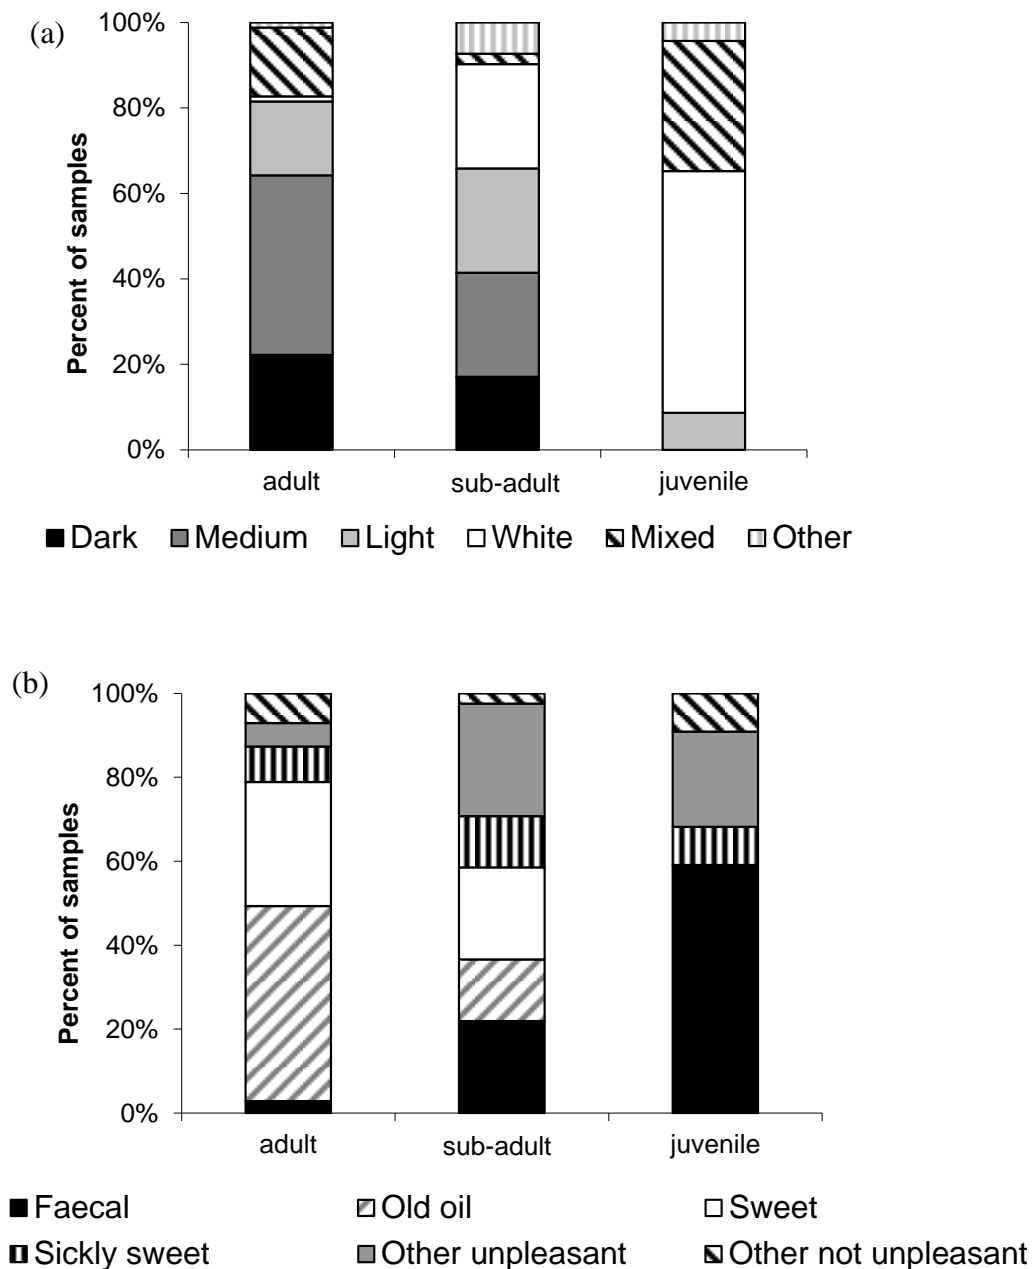 (a)
100%
80%
60%
40%
20%
0%
Percent of samples
adult sub-adult juvenile
Dark Medium Light White Mixed Other
(b)
100%
80%
60%
40%
20%
0%
Percent of samples
adult sub-adult juvenile
Faecal Old oil Sweet
Sickly sweet Other unpleasant Other not unpleasant